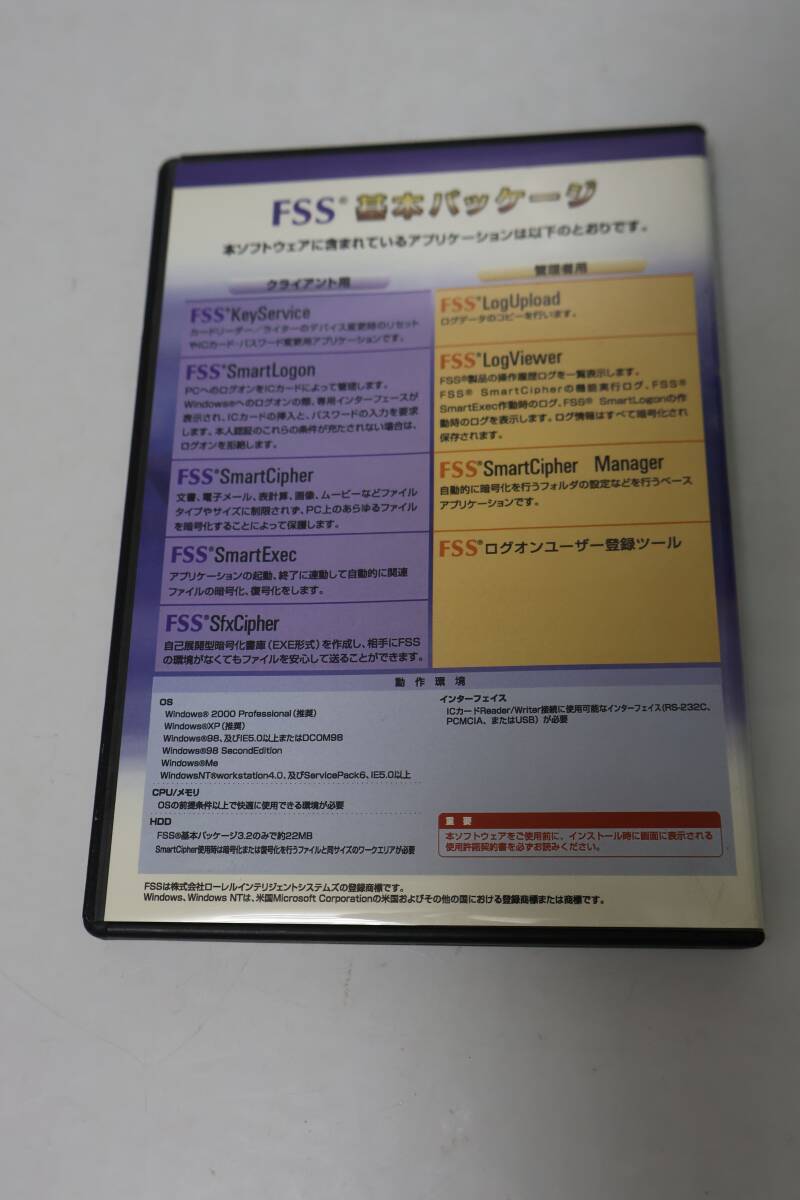 FSS® 基本パッケージ
本ソフトウェアに含まれているアプリケーションは以下のとおりです。
クライアント用
FSS®KeyService
カードリーダー／ライターのデバイス変更時のリセット
やICカード・パスワード変更用アプリケーションです。
FSS®SmartLogon
PCへのログオンをICカードによって管理します。
Windows®へのログオンの際、専用インターフェースが
表示され、ICカードの挿入と、パスワードの入力を要求
します。本人認証のこれらの条件が充たされない場合は、
ログオンを拒絶します。
FSS®SmartCipher
文書、電子メール、表計算、画像、ムービーなどファイル
タイプやサイズに制限されず、PC上のあらゆるファイル
を暗号化することによって保護します。
FSS®SmartExec
アプリケーションの起動、終了に連動して自動的に関連
ファイルの暗号化、復号化をします。
FSS®SfxCipher
自己展開型暗号化書庫（EXE形式）を作成し、相手にFSS
の環境がなくてもファイルを安心して送ることができます。
管理者用
FSS®LogUpload
ログデータのコピーを行います。
FSS®LogViewer
FSS®製品の操作履歴ログを一覧表示します。
FSS® SmartCipherの機能実行ログ、FSS®
SmartExec作動時のログ、FSS® SmartLogonの作
動時のログを表示します。ログ情報はすべて暗号化され
保存されます。
FSS®SmartCipher Manager
自動的に暗号化を行うフォルダの設定などを行うベース
アプリケーションです。
FSS®ログオンユーザー登録ツール
動作環境
OS
Windows® 2000 Professional（推奨）
Windows®XP（推奨）
Windows®98、及びIE5.0以上またはDCOM98
Windows®98 SecondEdition
Windows®Me
WindowsNT®workstation4.0、及びServicePack6、IE5.0以上
CPU/メモリ
OSの前提条件以上で快適に使用できる環境が必要
HDD
FSS®基本パッケージ3.2のみで約22MB
SmartCipher使用時は暗号化または復号化を行うファイルと同サイズのワークエリアが必要
インターフェイス
ICカードReader/Writer接続に使用可能なインターフェイス（RS-232C、
PCMCIA、またはUSB）が必要
重要
本ソフトウェアをご使用前に、インストール時に画面に表示される
使用許諾契約書を必ずお読みください。
FSSは株式会社ローレルインテリジェントシステムズの登録商標です。
Windows、Windows NTは、米国Microsoft Corporationの米国およびその他の国における登録商標または商標です。